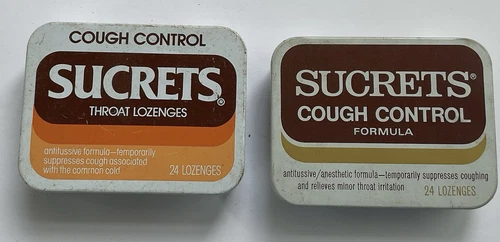 COUGH CONTROL
SUCRETS®
THROAT LOZENGES
antitussive formula—temporarily
suppresses cough associated
with the common cold
24 LOZENGES
SUCRETS®
COUGH CONTROL
FORMULA
antitussive/anesthetic formula—temporarily suppresses coughing
and relieves minor throat irritation
24 LOZENGES